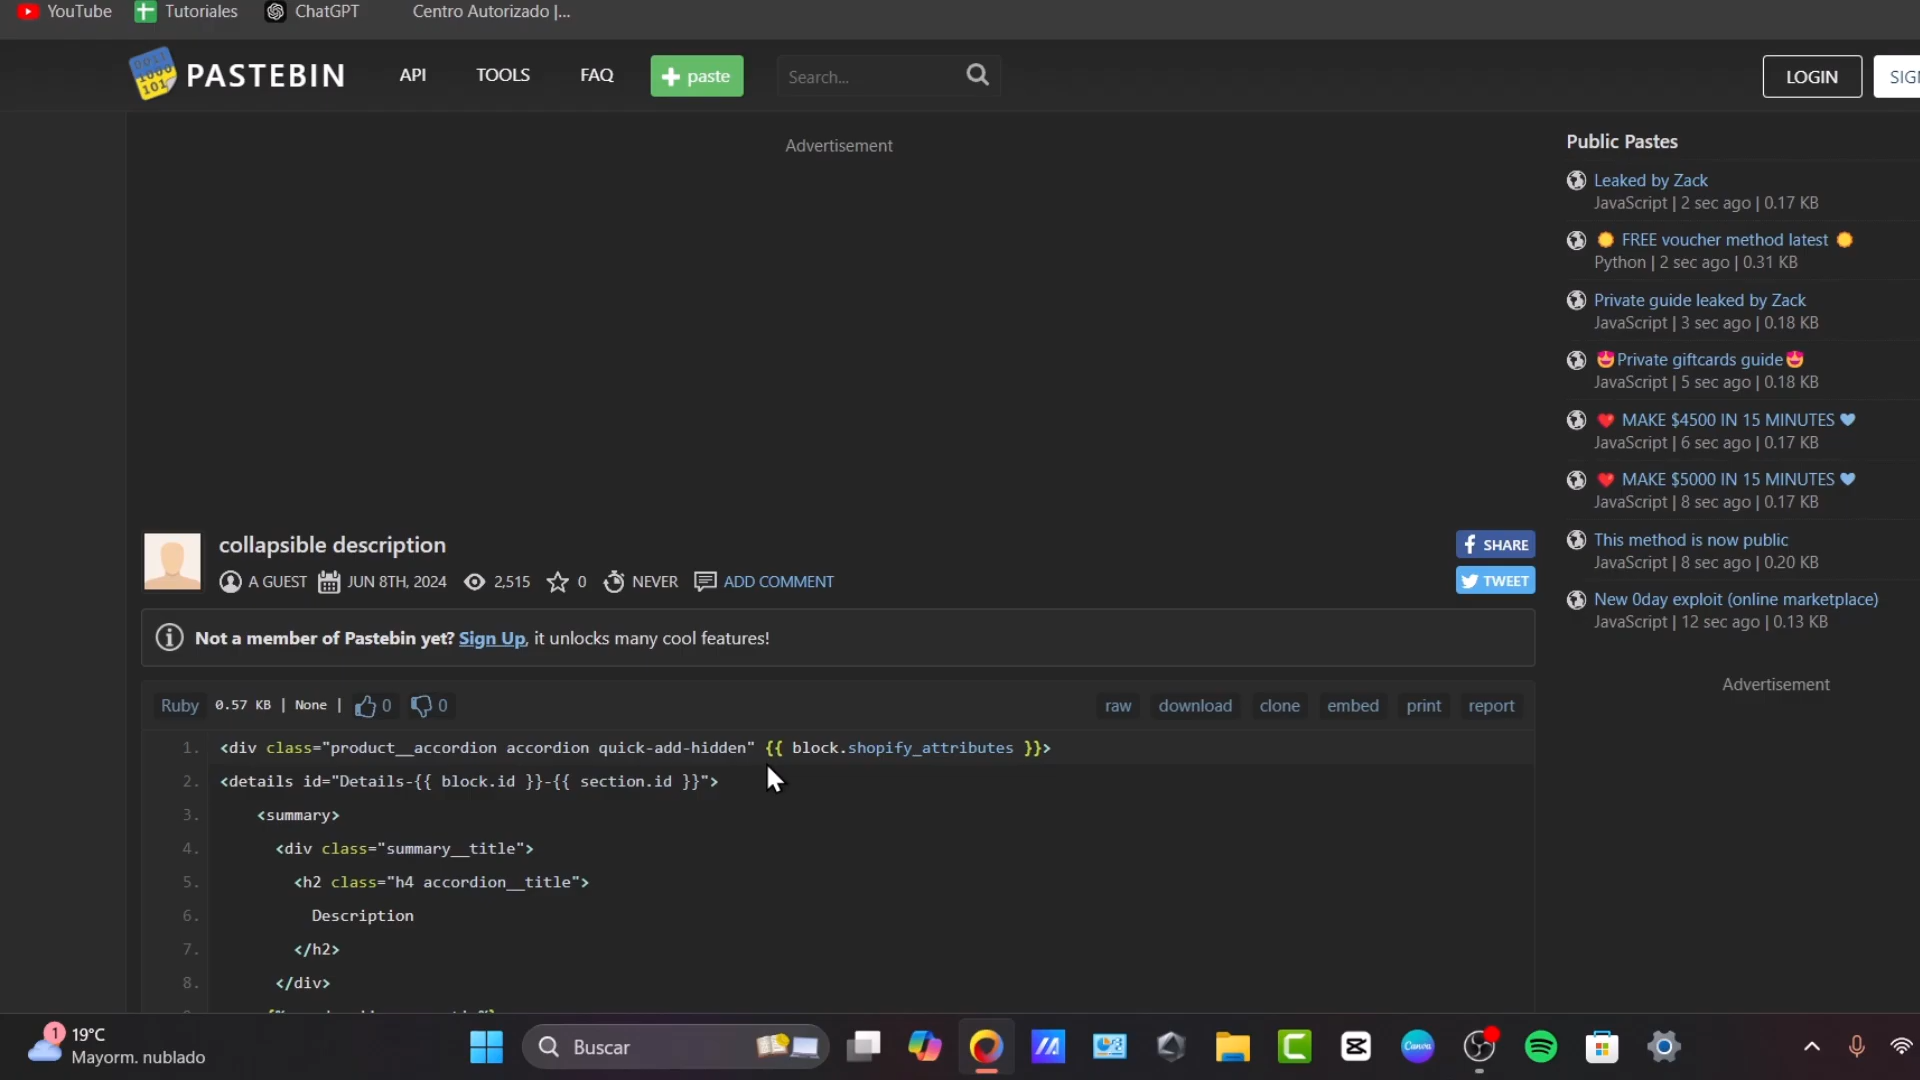 YouTube Tutoriales ChatGPT Centro Autorizado |...
PASTEBIN API TOOLS FAQ + paste Search... LOGIN SIG
Advertisement
collapsible description
A GUEST JUN 8TH, 2024 2,515 0 NEVER ADD COMMENT
SHARE
TWEET
Not a member of Pastebin yet? Sign Up, it unlocks many cool features!
Ruby 0.57 KB | None | 0 0 raw download clone embed print report
1. <div class="product__accordion accordion quick-add-hidden" {{ block.shopify_attributes }}>
2. <details id="Details-{{ block.id }}-{{ section.id }}">
3. <summary>
4. <div class="summary__title">
5. <h2 class="h4 accordion__title">
6. Description
7. </h2>
8. </div>
Public Pastes
Leaked by Zack
JavaScript | 2 sec ago | 0.17 KB
FREE voucher method latest
Python | 2 sec ago | 0.31 KB
Private guide leaked by Zack
JavaScript | 3 sec ago | 0.18 KB
🤩Private giftcards guide🤩
JavaScript | 5 sec ago | 0.18 KB
MAKE $4500 IN 15 MINUTES
JavaScript | 6 sec ago | 0.17 KB
MAKE $5000 IN 15 MINUTES
JavaScript | 8 sec ago | 0.17 KB
This method is now public
JavaScript | 8 sec ago | 0.20 KB
New 0day exploit (online marketplace)
JavaScript | 12 sec ago | 0.13 KB
Advertisement
1 19°C
Mayorm. nublado
Buscar
Canva